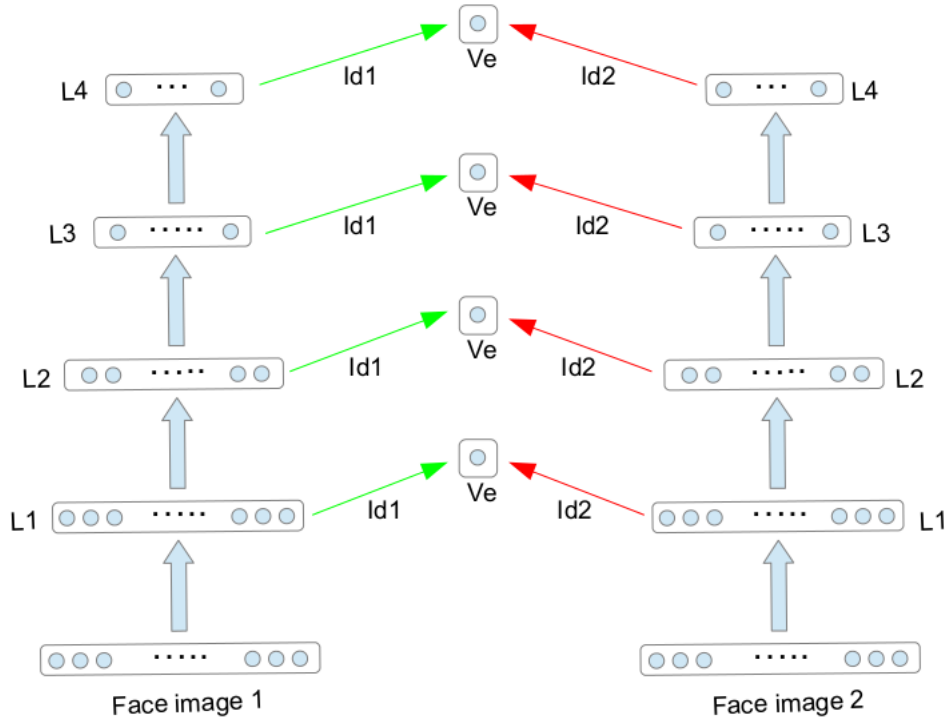 Ve
L4 Id1 Id2 L4
Ve
L3 Id1 Id2 L3
Ve
L2 Id1 Id2 L2
Ve
L1 Id1 Id2 L1
Face image 1 Face image 2